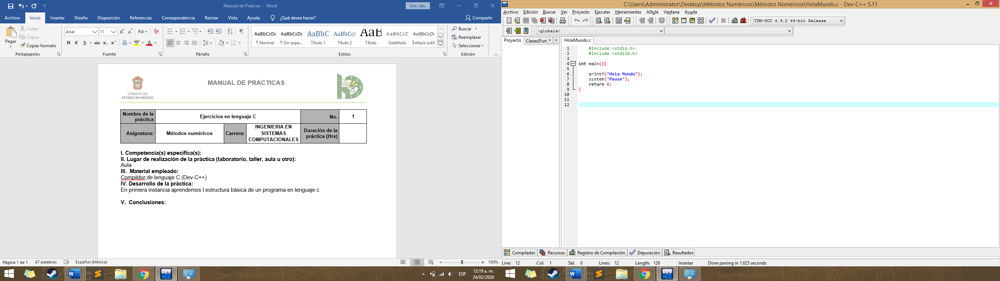 Manual de Praticas - Word
Inic. ses.
Archivo Inicio Insertar Diseño Disposición Referencias Correspondencia Revisar Vista Ayuda ¿Qué desea hacer? Compartir
Pegar
Cortar
Copiar
Copiar formato
Portapapeles
Arial 11
N K S abc x₂ x²
Aa
A
Fuente
Párrafo
AaBbCcDc AaBbCcDc AaBbC AaBbCcI AaB AaBbCcD AaBbCcDc
¶ Normal ¶ Sin espa... Título 1 Título 2 Título Subtítulo Énfasis sutil
Estilos
Buscar
Reemplazar
Seleccionar
Edición
GOBIERNO DEL
ESTADO DE MÉXICO
MANUAL DE PRÁCTICAS
T E S J I
Nombre de la práctica Ejercicios en lenguaje C No. 1
Asignatura: Métodos numéricos Carrera: INGENIERIA EN SISTEMAS COMPUTACIONALES Duración de la práctica (Hrs)
I. Competencia(s) específica(s):
II. Lugar de realización de la práctica (laboratorio, taller, aula u otro):
Aula
III. Material empleado:
Compildor de lenguaje C (Dev-C++)
IV. Desarrollo de la práctica:
En primera instancia aprendemos l estructura básica de un programa en lenguaje c
V. Conclusiones:
Página 1 de 1 67 palabras Español (México) 100%
C:\Users\Administrator\Desktop\Métodos Numéricos\Mètodos Nùmericos\HolaMundo.c - Dev-C++ 5.11
Archivo Edición Buscar Ver Proyecto Ejecutar Herramientas AStyle Ventana Ayuda
TDM-GCC 4.9.2 64-bit Release
(globals)
Proyecto Clases(Fun
HolaMundo.c
1 #include <stdio.h>
2 #include <stdlib.h>
3
4 int main(){
5
6 printf("Hola Mundo");
7 system("Pause");
8 return 0;
9 }
10
11
12
Compilador Recursos Registro de Compilación Depuración Resultados
Line: 12 Col: 1 Sel: 0 Lines: 12 Length: 126 Insertar Done parsing in 1.625 seconds
W DEV C++ ESP 12:19 a. m.
24/02/2020
W DEV C++